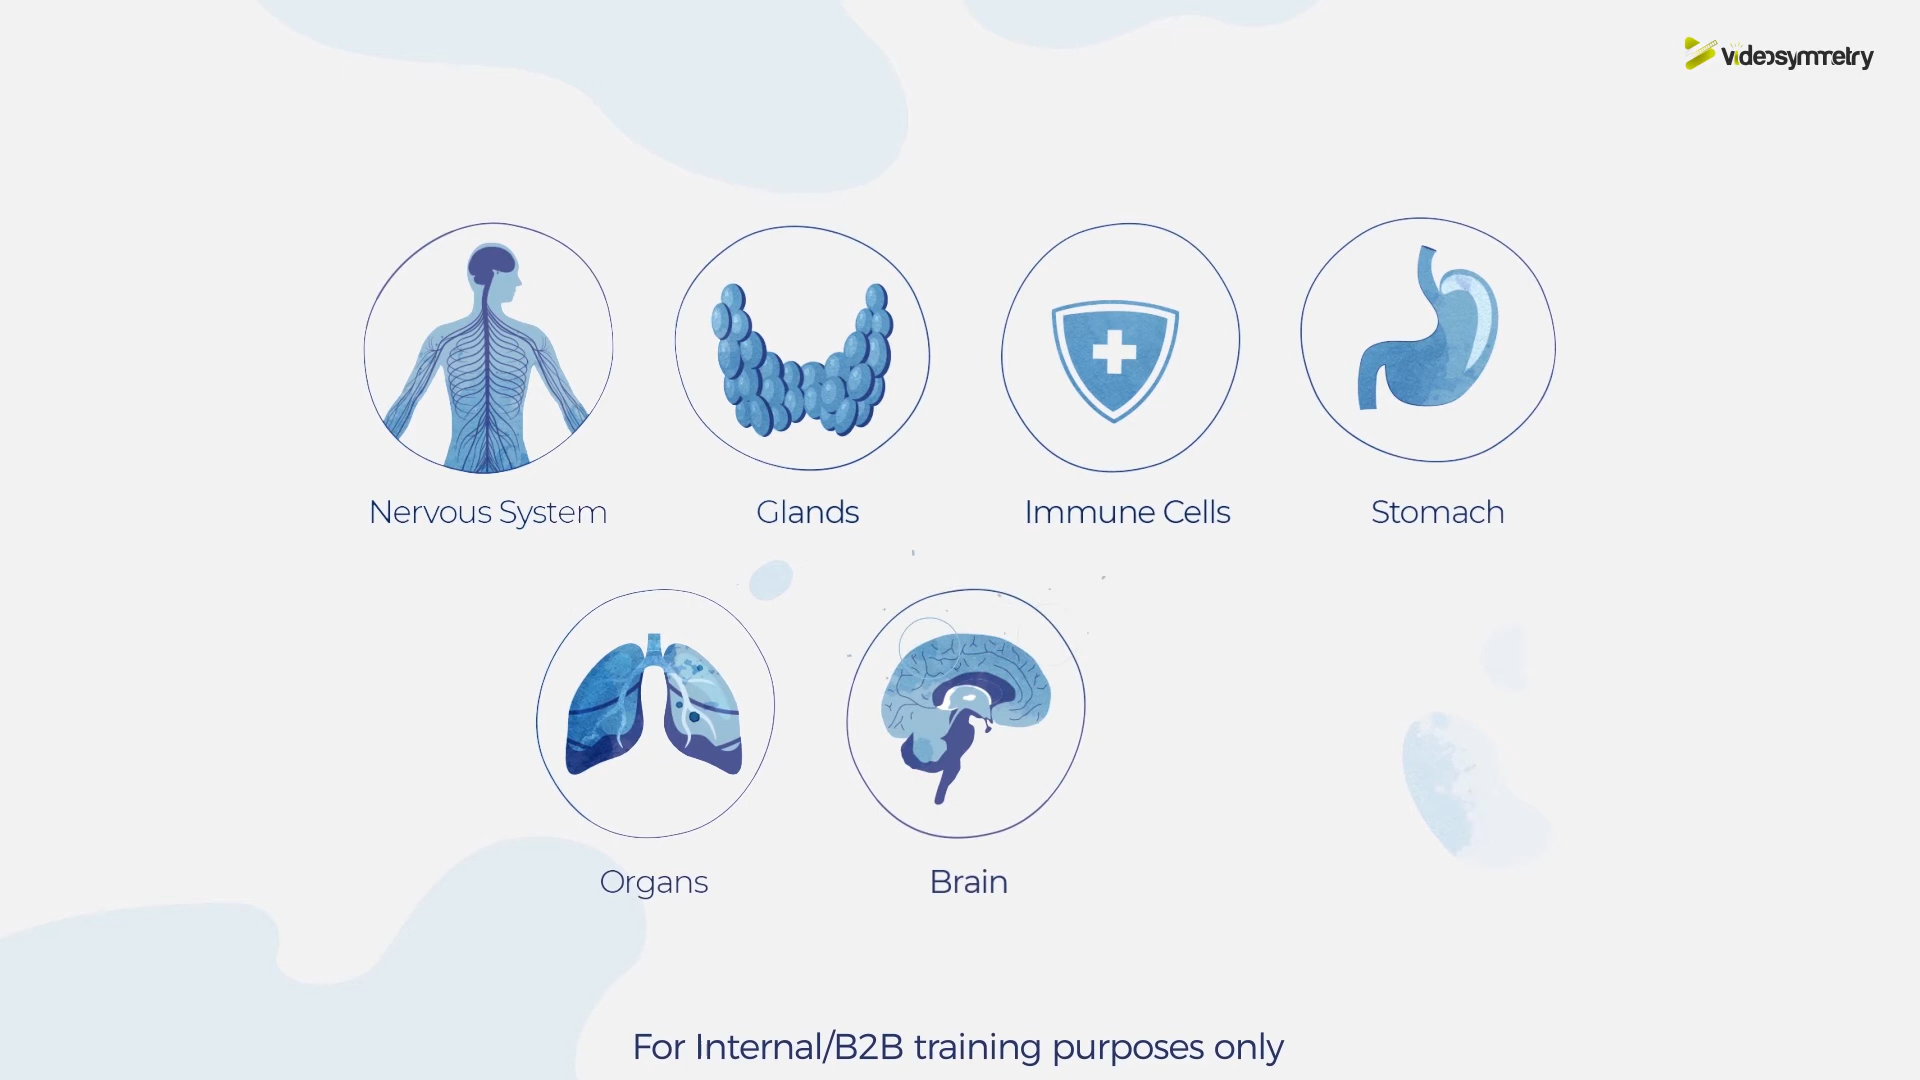 videosymmetry
Nervous System
Glands
Immune Cells
Stomach
Organs
Brain
For Internal/B2B training purposes only